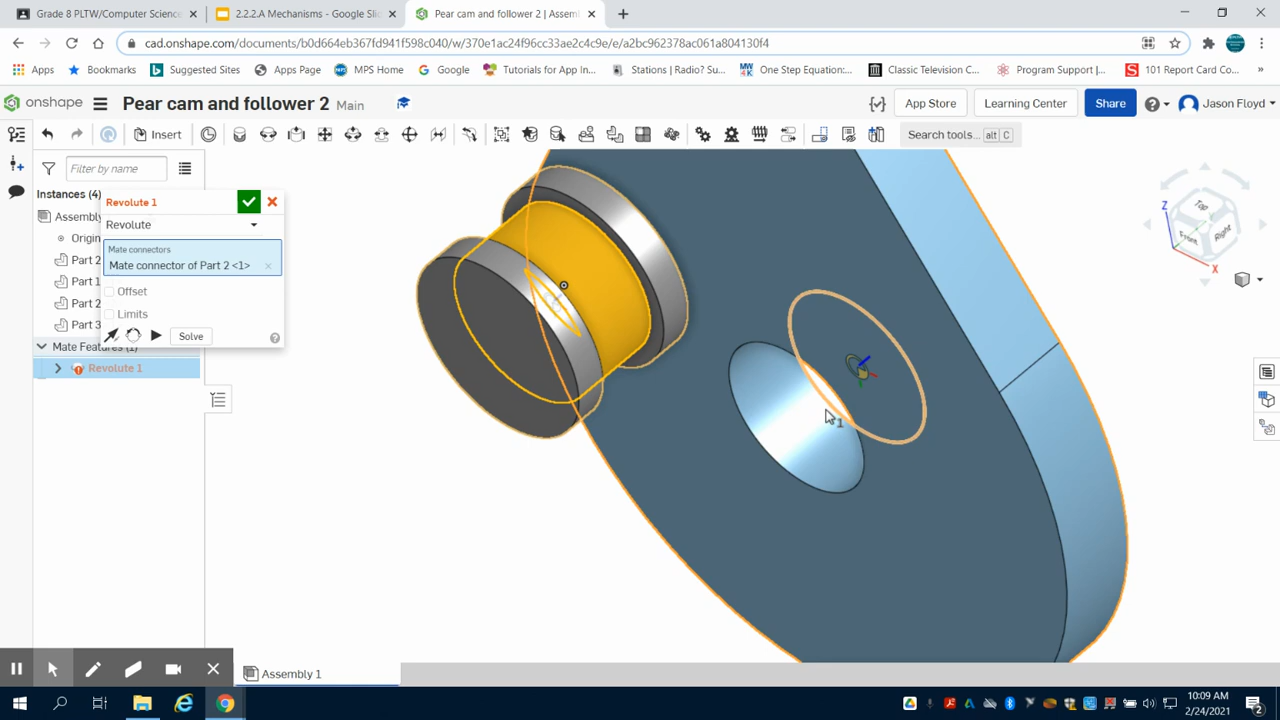 Grade 8 PLTW/Computer Science
2.2.2.A Mechanisms - Google Sli
Pear cam and follower 2 | Assem
cad.onshape.com/documents/b0d664eb367fd941f598c040/w/370e1ac24f96cc33ae2c4c9e/e/a2bc962378ac061a804130f4
Apps
Bookmarks
Suggested Sites
Apps Page
MPS Home
Google
Tutorials for App In...
Stations | Radio? Su...
One Step Equation:...
Classic Television C...
Program Support |...
101 Report Card Co...
onshape
Pear cam and follower 2 Main
App Store
Learning Center
Share
Jason Floyd
Insert
Search tools... alt C
Filter by name
Instances (4)
Assembly
Origin
Part 2
Part 1
Part 2
Part 3
Mate Features (1)
Revolute 1
Revolute 1
Revolute
Mate connectors
Mate connector of Part 2 <1>
Offset
Limits
Solve
1
Z
Top
Front
Right
X
Assembly 1
10:09 AM
2/24/2021
2